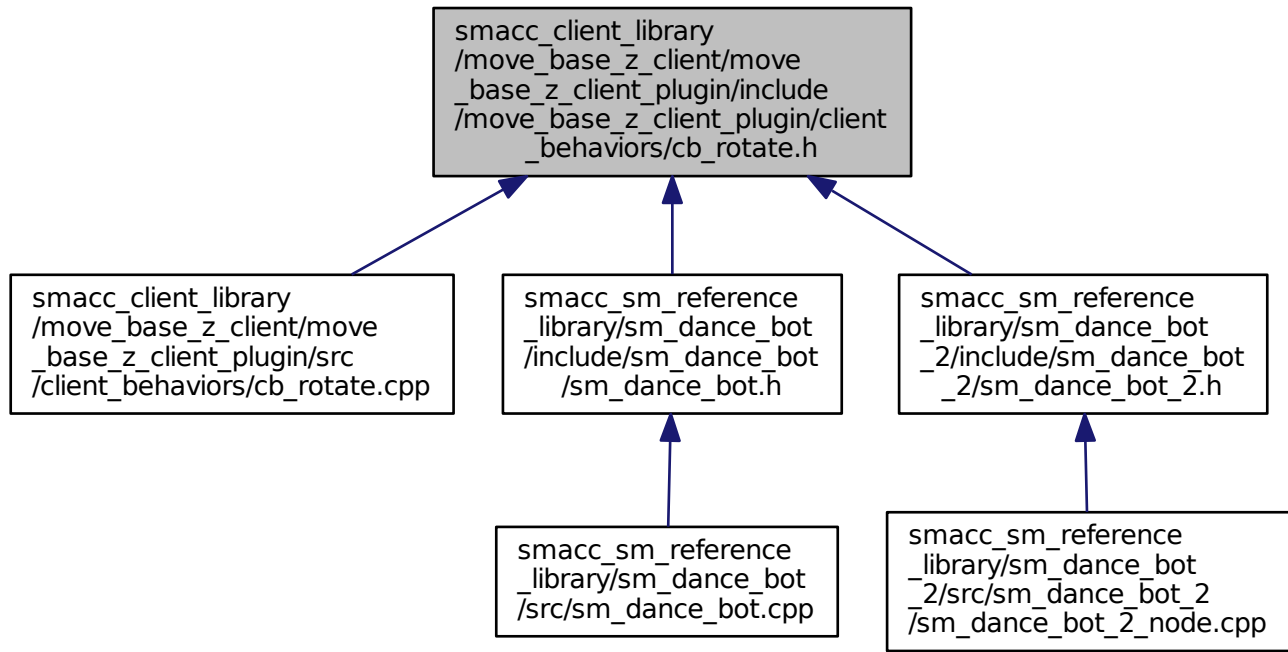 smacc_client_library
/move_base_z_client/move
_base_z_client_plugin/include
/move_base_z_client_plugin/client
_behaviors/cb_rotate.h
smacc_client_library
/move_base_z_client/move
_base_z_client_plugin/src
/client_behaviors/cb_rotate.cpp
smacc_sm_reference
_library/sm_dance_bot
/include/sm_dance_bot
/sm_dance_bot.h
smacc_sm_reference
_library/sm_dance_bot
_2/include/sm_dance_bot
_2/sm_dance_bot_2.h
smacc_sm_reference
_library/sm_dance_bot
/src/sm_dance_bot.cpp
smacc_sm_reference
_library/sm_dance_bot
_2/src/sm_dance_bot_2
/sm_dance_bot_2_node.cpp